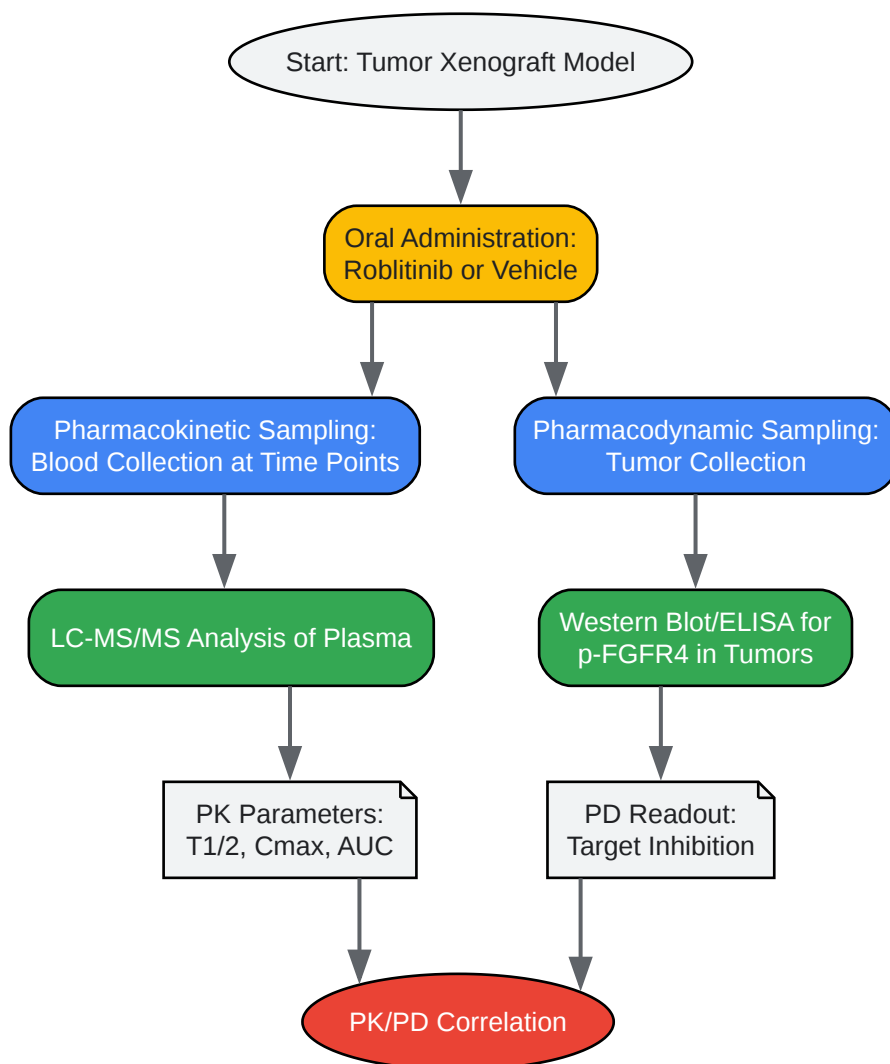 Start: Tumor Xenograft Model
Oral Administration:
Roblitinib or Vehicle
Pharmacokinetic Sampling:
Blood Collection at Time Points
Pharmacodynamic Sampling:
Tumor Collection
LC-MS/MS Analysis of Plasma
Western Blot/ELISA for
p-FGFR4 in Tumors
PK Parameters:
T1/2, Cmax, AUC
PD Readout:
Target Inhibition
PK/PD Correlation